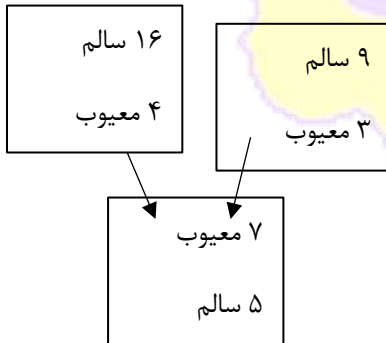 ۱۶ سالم
۴ معیوب
۹ سالم
۳ معیوب
۷ معیوب
۵ سالم